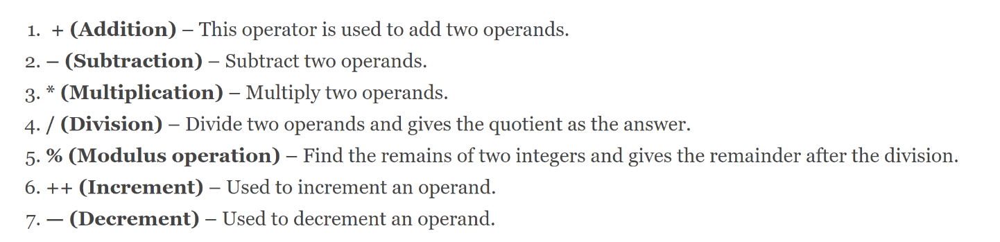 1. + (Addition) – This operator is used to add two operands.
2. – (Subtraction) – Subtract two operands.
3. * (Multiplication) – Multiply two operands.
4. / (Division) – Divide two operands and gives the quotient as the answer.
5. % (Modulus operation) – Find the remains of two integers and gives the remainder after the division.
6. ++ (Increment) – Used to increment an operand.
7. — (Decrement) – Used to decrement an operand.